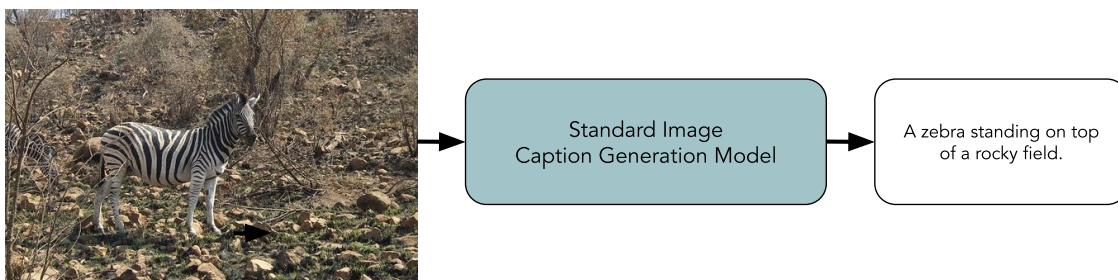 Standard Image
Caption Generation Model
A zebra standing on top
of a rocky field.